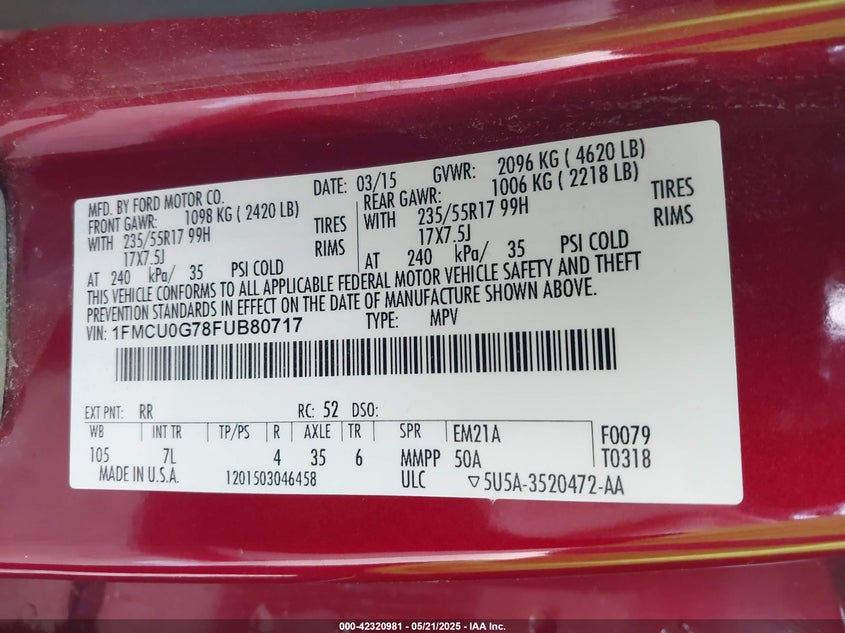 MFD. BY FORD MOTOR CO.
DATE: 03/15 GVWR: 2096 KG ( 4620 LB)
FRONT GAWR: 1098 KG ( 2420 LB)
REAR GAWR: 1006 KG ( 2218 LB)
WITH 235/55R17 99H TIRES
WITH 235/55R17 99H TIRES
17X7.5J RIMS
17X7.5J RIMS
AT 240 kPa/ 35 PSI COLD
AT 240 kPa/ 35 PSI COLD
THIS VEHICLE CONFORMS TO ALL APPLICABLE FEDERAL MOTOR VEHICLE SAFETY AND THEFT
PREVENTION STANDARDS IN EFFECT ON THE DATE OF MANUFACTURE SHOWN ABOVE.
VIN: 1FMCU0G78FUB80717 TYPE: MPV
EXT PNT: RR RC: 52 DSO:
WB INT TR TP/PS R AXLE TR SPR EM21A F0079
105 7L 4 35 6 MMPP 50A T0318
MADE IN U.S.A. 1201503046458 ULC ▽5U5A-3520472-AA
000-42320981 - 05/21/2025 - IAA Inc.